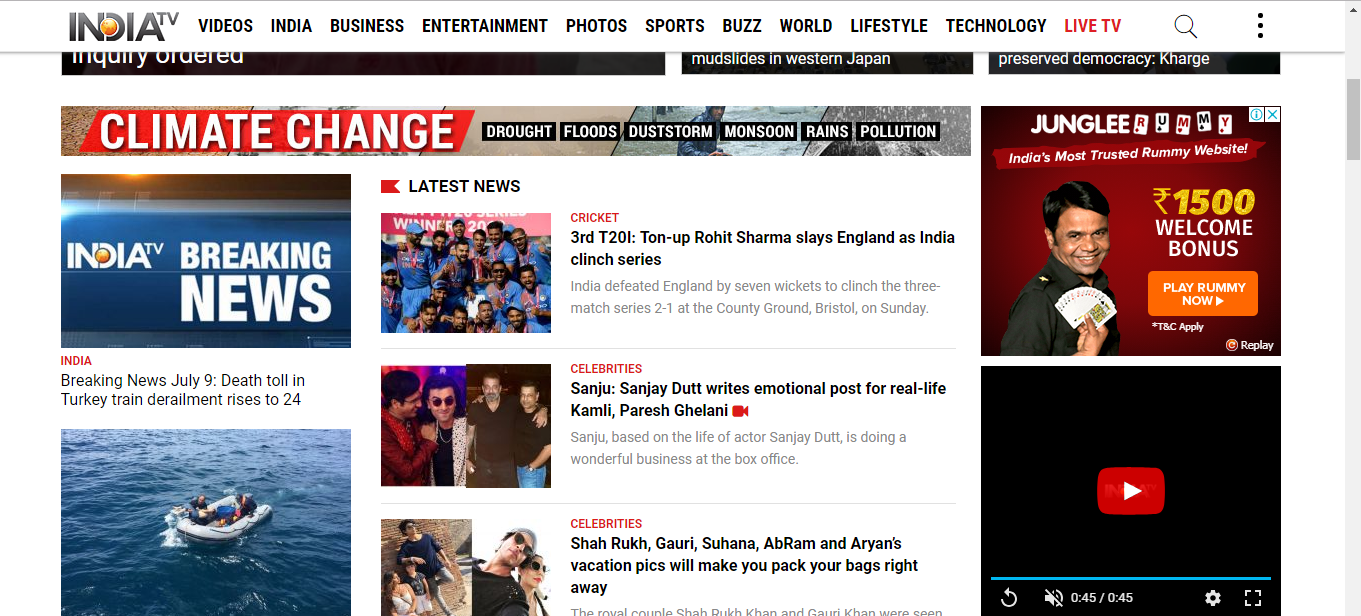 INDIA TV
VIDEOS INDIA BUSINESS ENTERTAINMENT PHOTOS SPORTS BUZZ WORLD LIFESTYLE TECHNOLOGY LIVE TV
Inquiry ordered
mudslides in western Japan
preserved democracy: Kharge
CLIMATE CHANGE
DROUGHT FLOODS DUSTSTORM MONSOON RAINS POLLUTION
INDIA TV BREAKING
NEWS
INDIA
Breaking News July 9: Death toll in
Turkey train derailment rises to 24
LATEST NEWS
WINNER
CRICKET
3rd T20I: Ton-up Rohit Sharma slays England as India
clinch series
India defeated England by seven wickets to clinch the three-
match series 2-1 at the County Ground, Bristol, on Sunday.
CELEBRITIES
Sanju: Sanjay Dutt writes emotional post for real-life
Kamli, Paresh Ghelani
Sanju, based on the life of actor Sanjay Dutt, is doing a
wonderful business at the box office.
CELEBRITIES
Shah Rukh, Gauri, Suhana, AbRam and Aryan's
vacation pics will make you pack your bags right
away
The royal couple Shah Rukh Khan and Gauri Khan were seen
JUNGLEE RUMMY
India's Most Trusted Rummy Website!
₹1500
WELCOME
BONUS
PLAY RUMMY
NOW
*T&C Apply
Replay
0:45 / 0:45